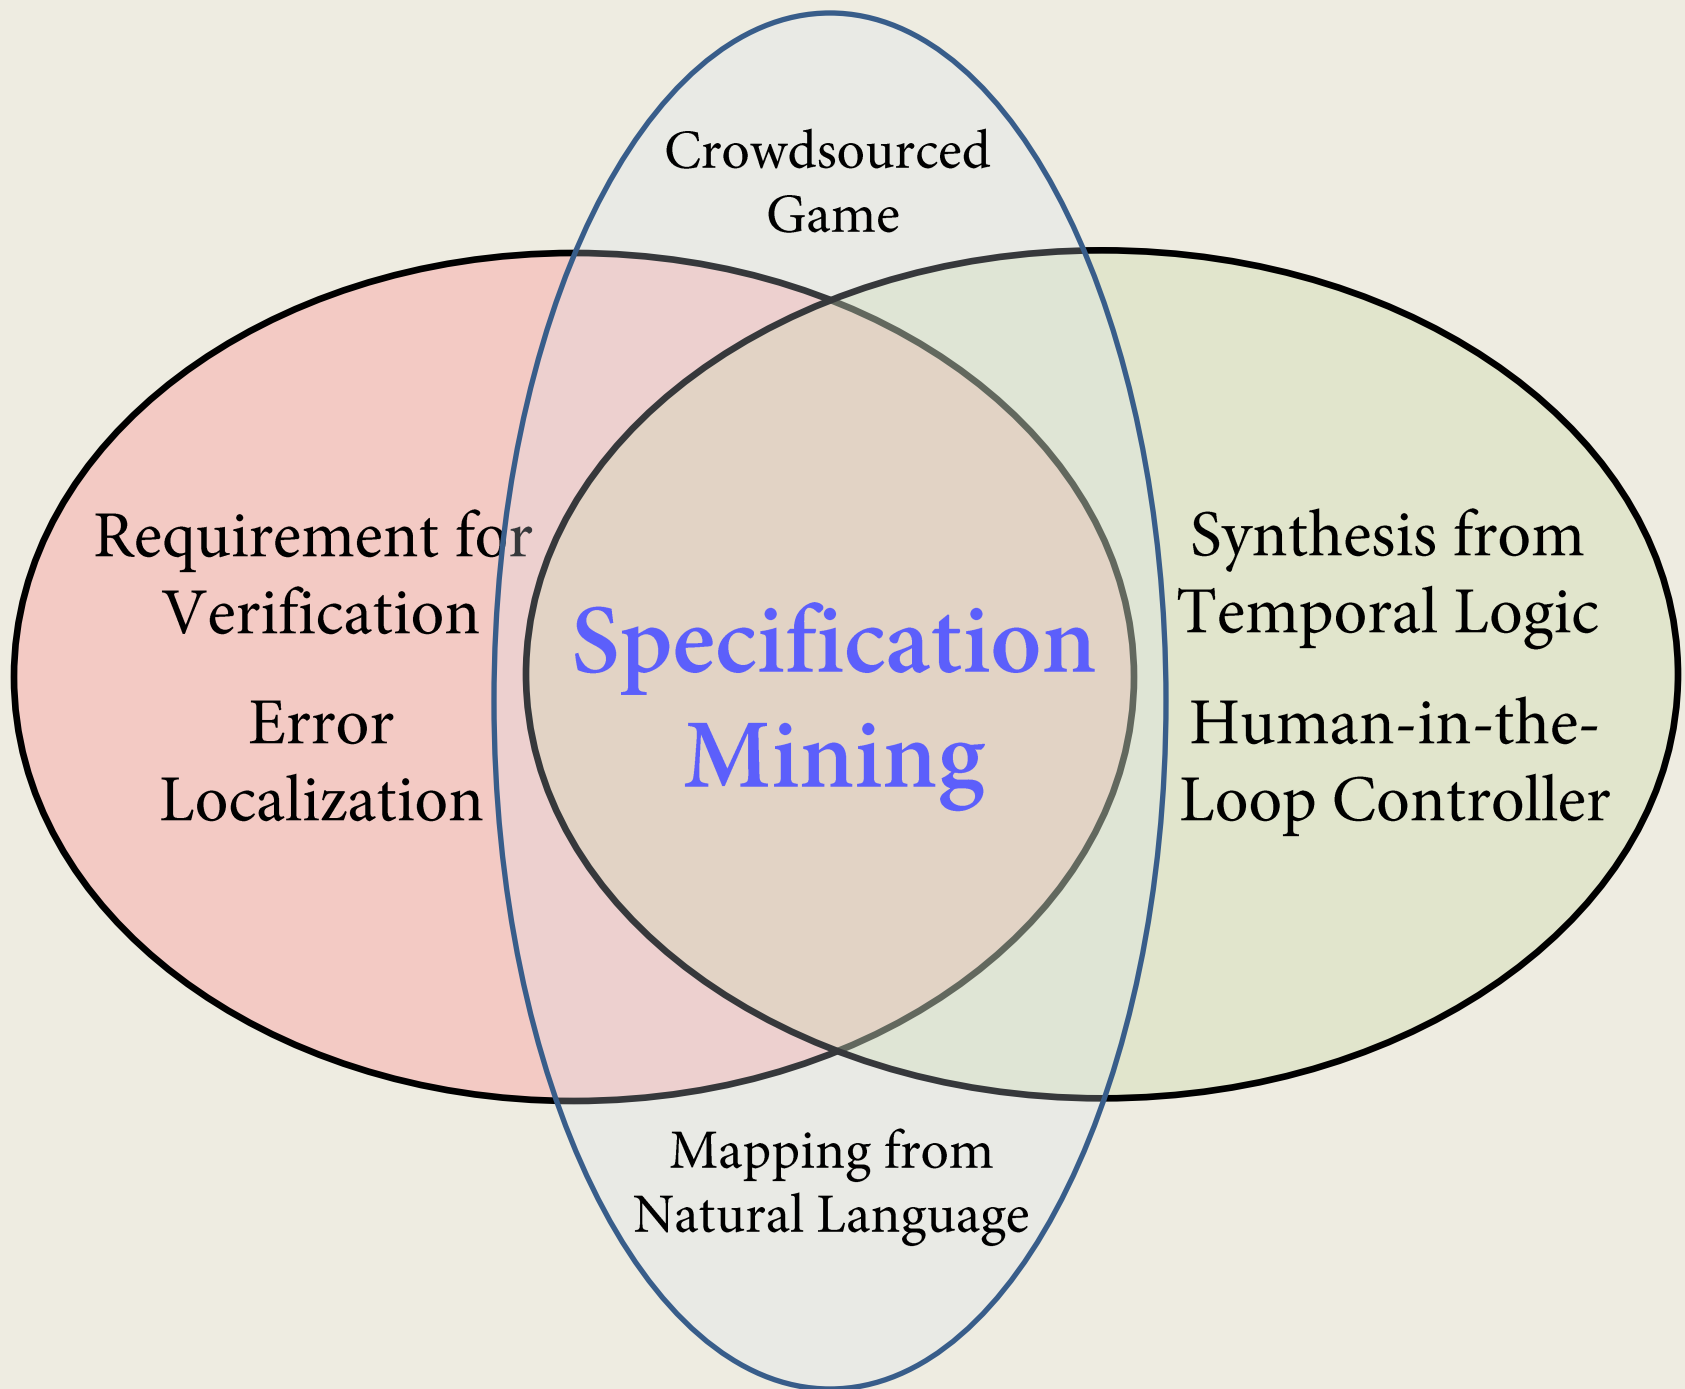 Crowdsourced
Game
Requirement for
Verification
Error
Localization
Specification
Mining
Synthesis from
Temporal Logic
Human-in-the-
Loop Controller
Mapping from
Natural Language